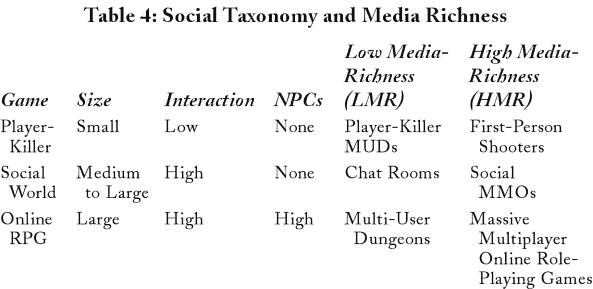 Table 4: Social Taxonomy and Media Richness
Low Media- High Media-
Richness Richness
Game Size Interaction NPCs (LMR) (HMR)
Player- Small Low None Player-Killer First-Person
Killer MUDs Shooters
Social Medium High None Chat Rooms Social
World to Large MMOs
Online Large High High Multi-User Massive
RPG Dungeons Multiplayer
Online Role-
Playing Games